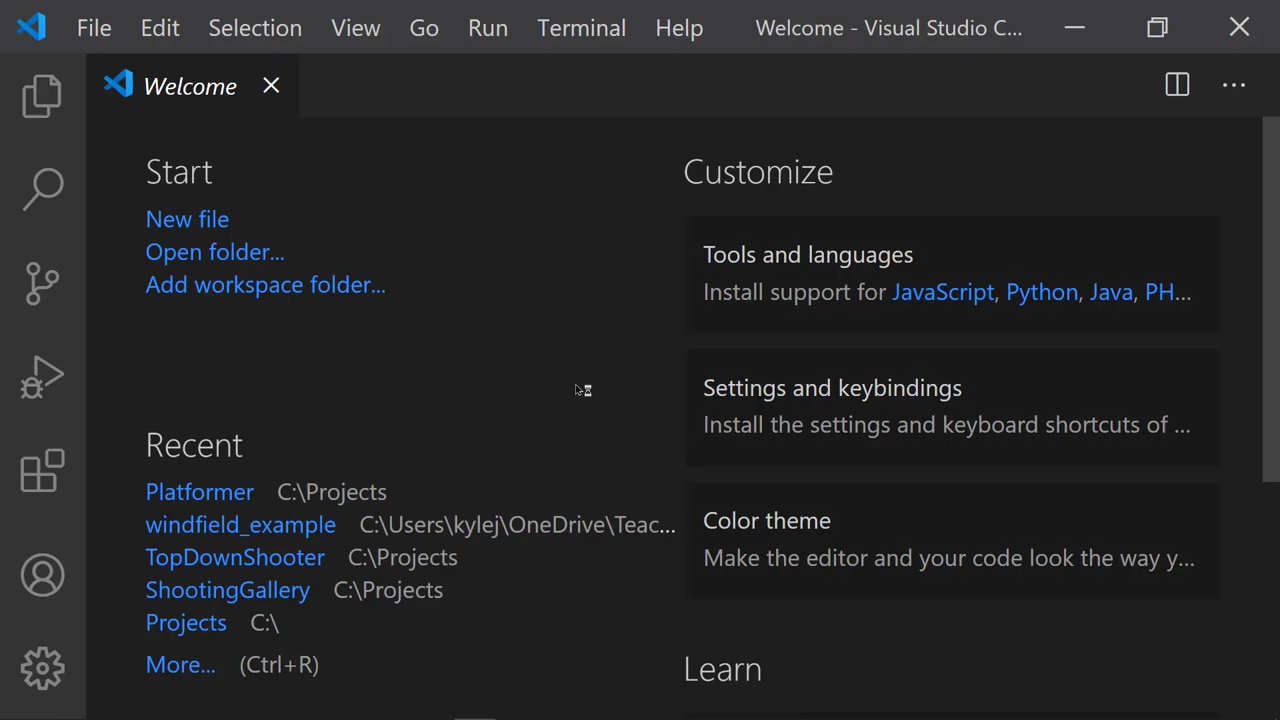 File Edit Selection View Go Run Terminal Help Welcome - Visual Studio C...
Welcome
Start
New file
Open folder...
Add workspace folder...
Recent
Platformer C:\Projects
windfield_example C:\Users\kylej\OneDrive\Teac...
TopDownShooter C:\Projects
ShootingGallery C:\Projects
Projects C:\
More... (Ctrl+R)
Customize
Tools and languages
Install support for JavaScript, Python, Java, PH...
Settings and keybindings
Install the settings and keyboard shortcuts of ...
Color theme
Make the editor and your code look the way y...
Learn